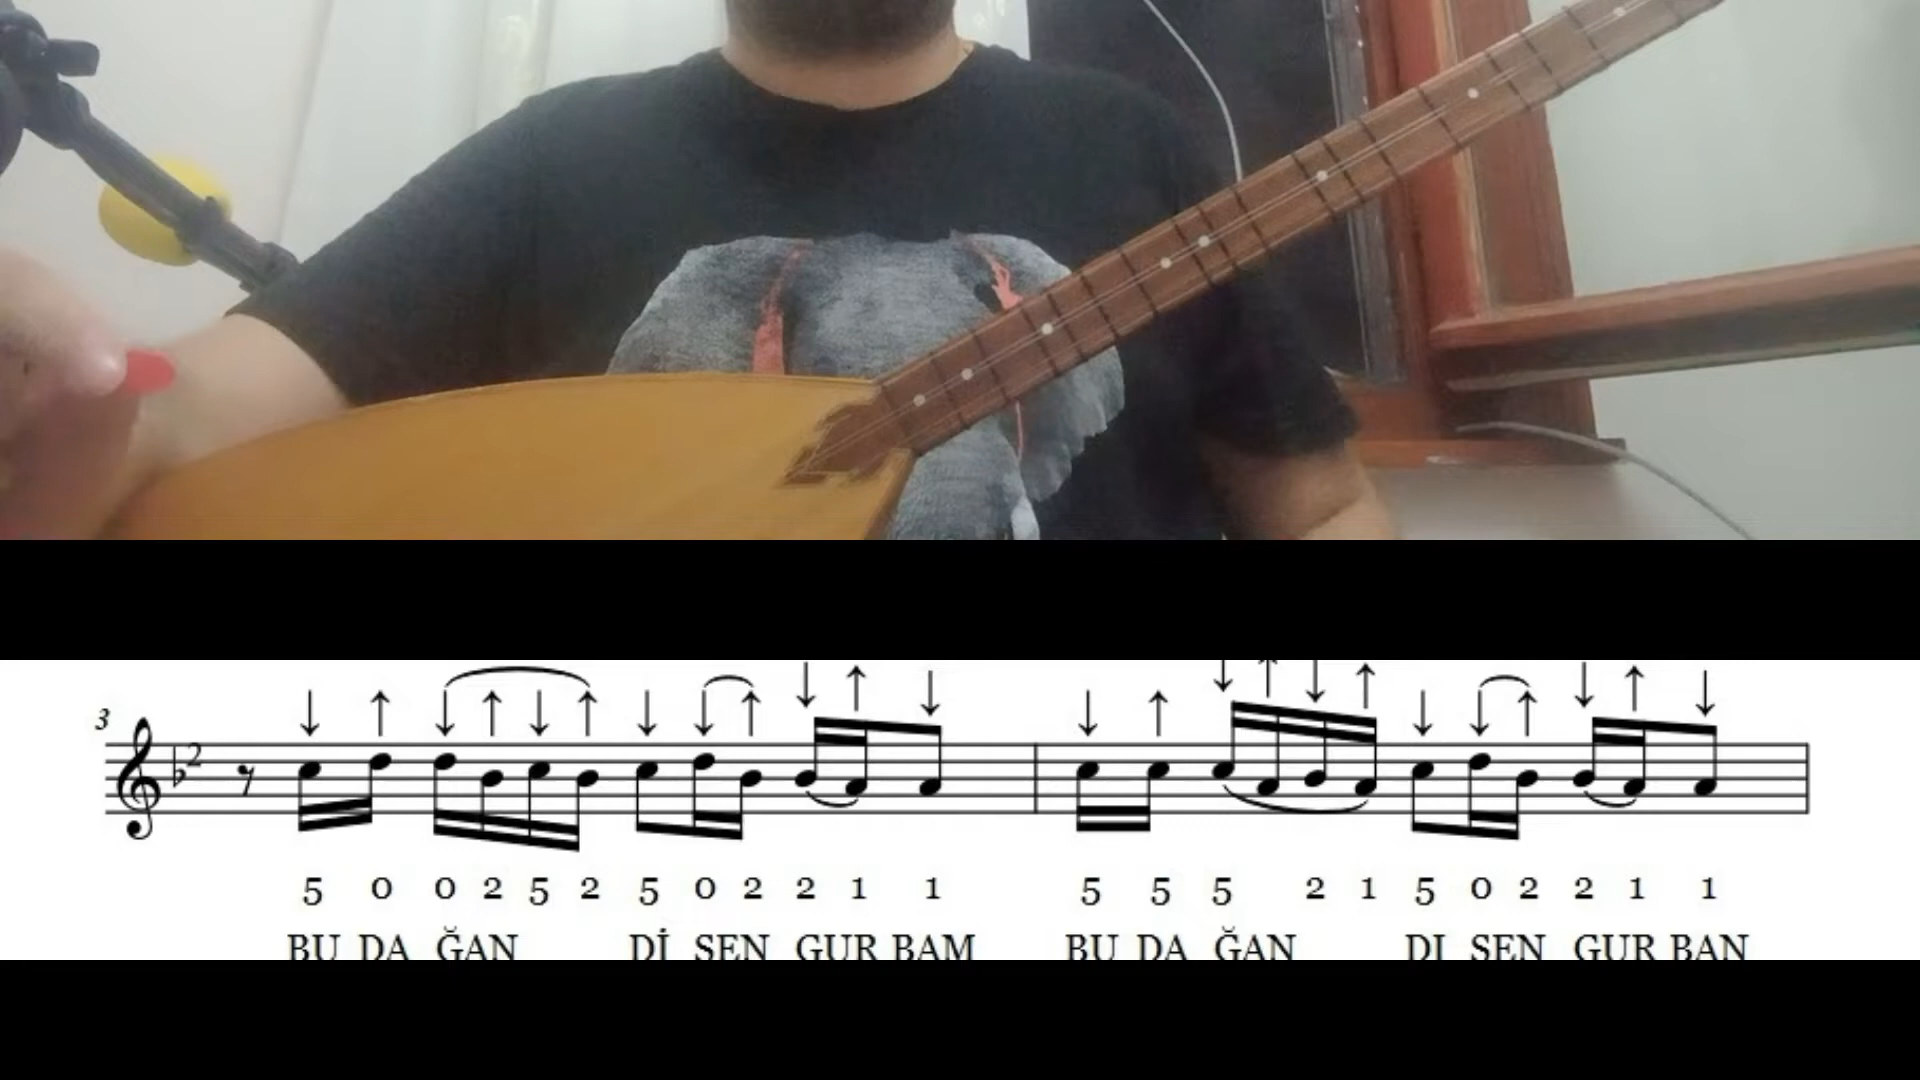 3
2
5 0 0 2 5 2 5 0 2 2 1 1 5 5 5 2 1 5 0 2 2 1 1
BU DA ĞAN Dİ SEN GUR BAM BU DA ĞAN DI SEN GUR BAN